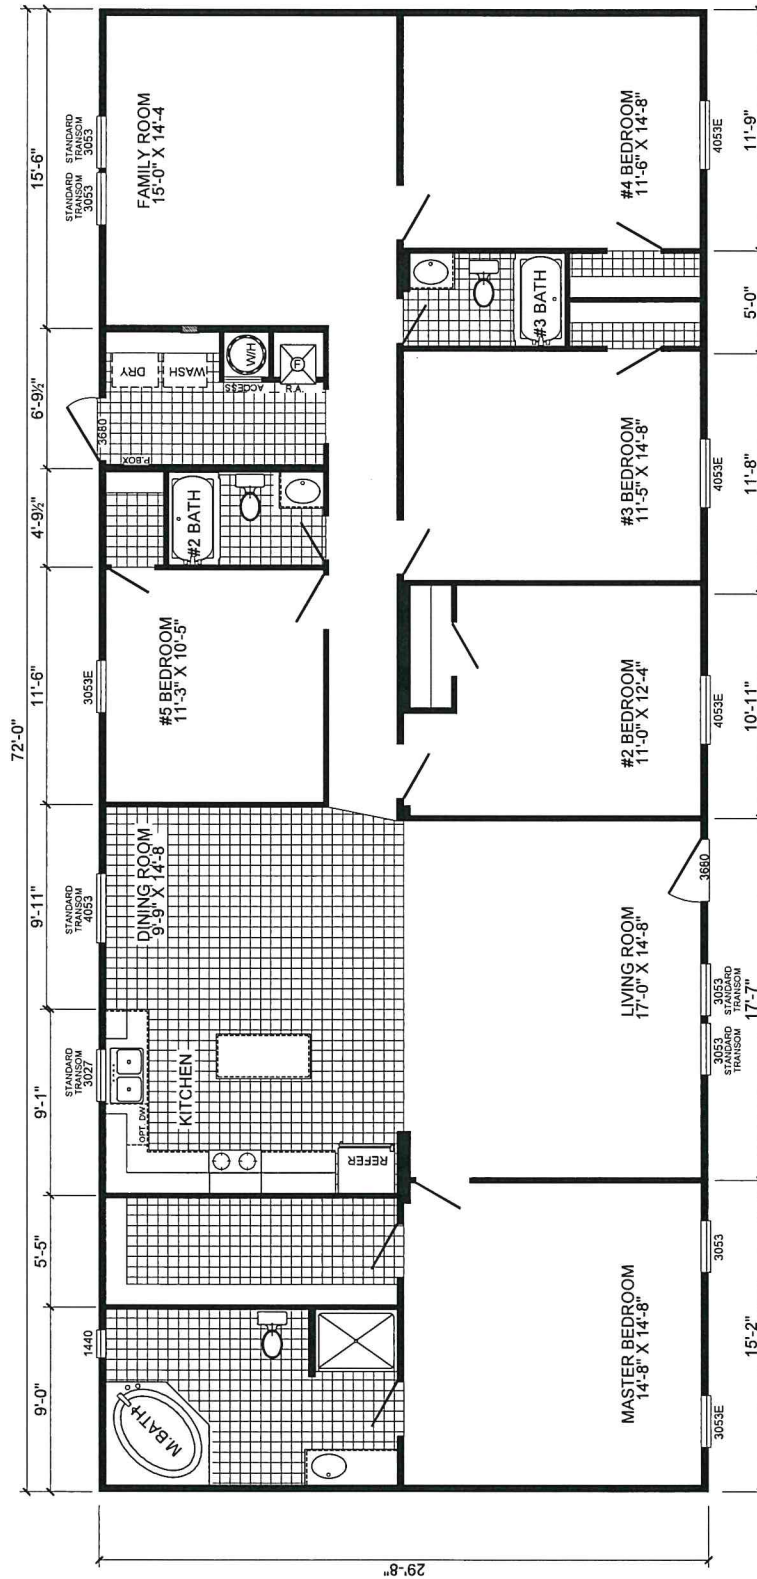 72'-0"
9'-0"
5'-5"
9'-1"
9'-11"
11'-6"
4'-9½"
6'-9½"
15'-6"
1440
STANDARD
TRANSOM
3027
STANDARD
TRANSOM
4053
3053E
3680
STANDARD
TRANSOM
3053
STANDARD
TRANSOM
3053
29'-8"
M.BATH
OPT. DW
KITCHEN
REFER
DINING ROOM
9'-9" X 14'-8
#5 BEDROOM
11'-3" X 10'-5"
#2 BATH
P.BOX
WASH
DRY
ACCESS
W/H
R.A.
F
FAMILY ROOM
15'-0" X 14'-4
MASTER BEDROOM
14'-8" X 14'-8"
LIVING ROOM
17'-0" X 14'-8"
#2 BEDROOM
11'-0" X 12'-4"
#3 BEDROOM
11'-5" X 14'-8"
#3 BATH
#4 BEDROOM
11'-6" X 14'-8"
3053E
3053
3053
STANDARD
TRANSOM
3053
STANDARD
TRANSOM
3680
4053E
4053E
4053E
15'-2"
17'-7"
10'-11"
11'-8"
5'-0"
11'-9"